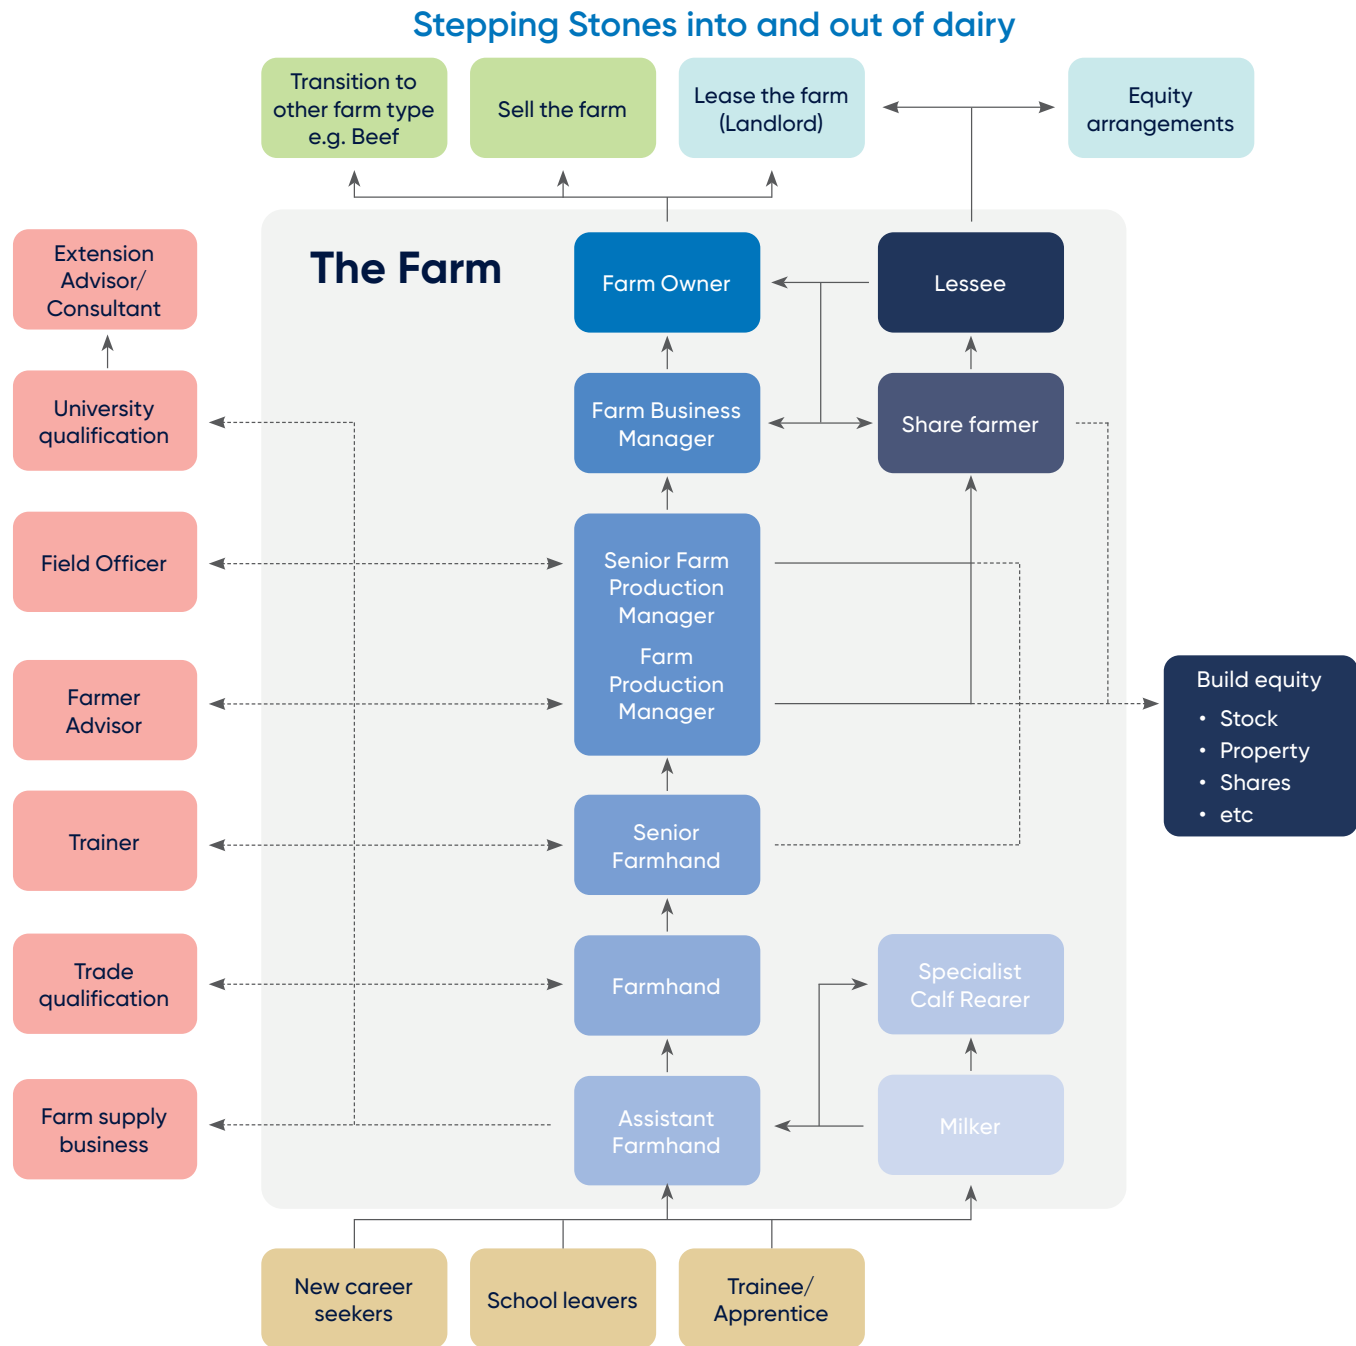 Stepping Stones into and out of dairy
Transition to
other farm type
e.g. Beef
Sell the farm
Lease the farm
(Landlord)
Equity
arrangements
The Farm
Extension
Advisor/
Consultant
Farm Owner
Lessee
University
qualification
Farm Business
Manager
Share farmer
Field Officer
Senior Farm
Production
Manager
Farm
Production
Manager
Farmer
Advisor
Build equity
• Stock
• Property
• Shares
• etc
Trainer
Senior
Farmhand
Trade
qualification
Farmhand
Specialist
Calf Rearer
Farm supply
business
Assistant
Farmhand
Milker
New career
seekers
School leavers
Trainee/
Apprentice